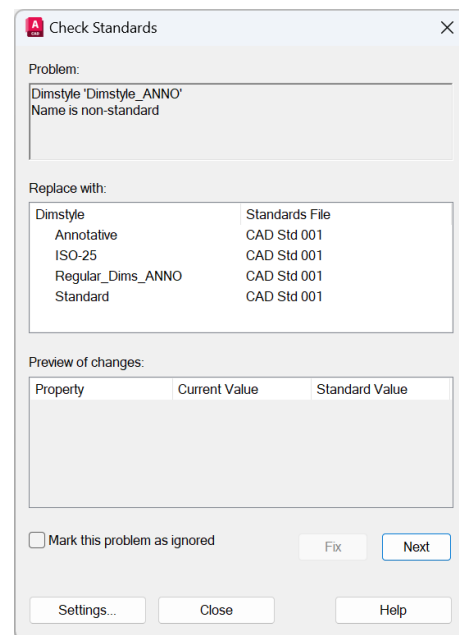 A CAD Check Standards
Problem:
Dimstyle 'Dimstyle_ANNO'
Name is non-standard
Replace with:
Dimstyle Standards File
Annotative CAD Std 001
ISO-25 CAD Std 001
Regular_Dims_ANNO CAD Std 001
Standard CAD Std 001
Preview of changes:
Property Current Value Standard Value
Mark this problem as ignored Fix Next
Settings... Close Help